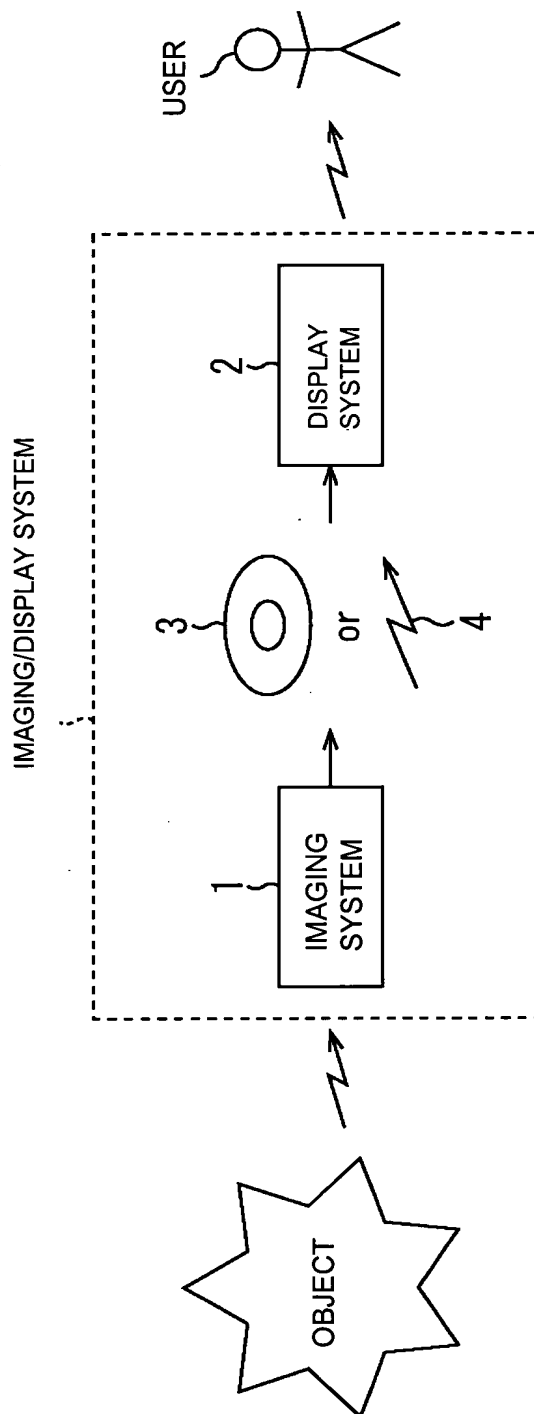 IMAGING/DISPLAY SYSTEM
OBJECT
1
IMAGING
SYSTEM
3
or
4
2
DISPLAY
SYSTEM
USER